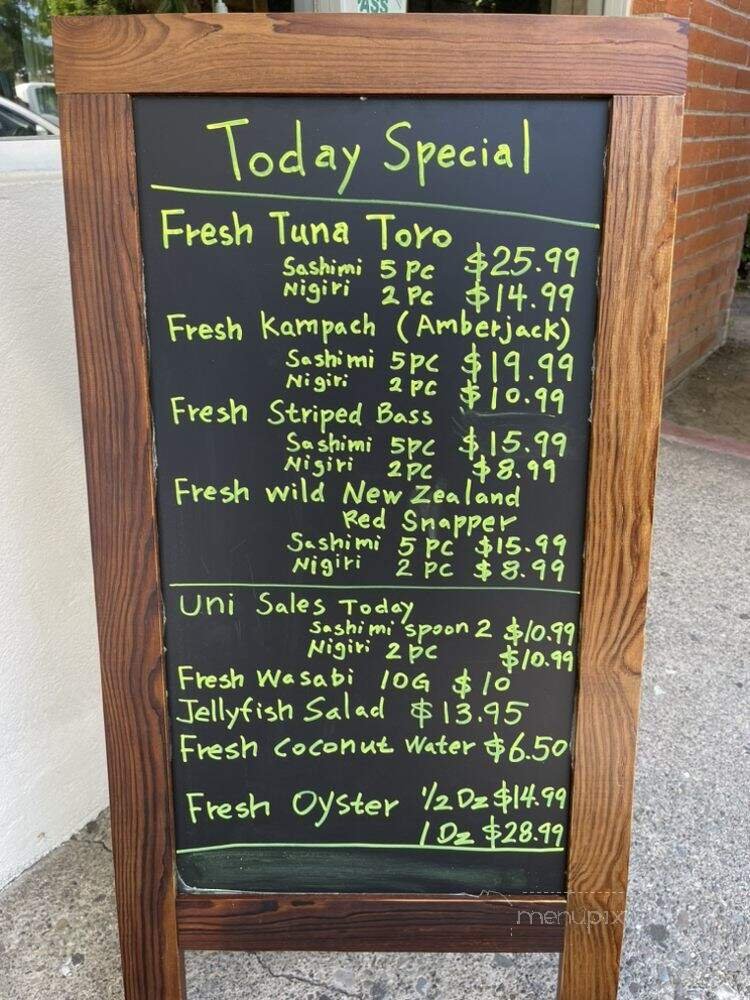 ASS
Today Special
Fresh Tuna Toro
Sashimi 5 Pc $25.99
Nigiri 2 Pc $14.99
Fresh Kampach (Amberjack)
Sashimi 5PC $19.99
Nigiri 2 PC $10.99
Fresh Striped Bass
Sashimi 5PC $15.99
Nigiri 2PC $8.99
Fresh wild New Zealand
Red Snapper
Sashimi 5 PC $15.99
Nigiri 2 PC $8.99
Uni Sales Today
Sashimi spoon 2 $10.99
Nigiri 2 PC $10.99
Fresh Wasabi 10G $10
Jellyfish Salad $13.95
Fresh Coconut Water $6.50
Fresh Oyster 1/2 Dz $14.99
1 Dz $28.99
menupix